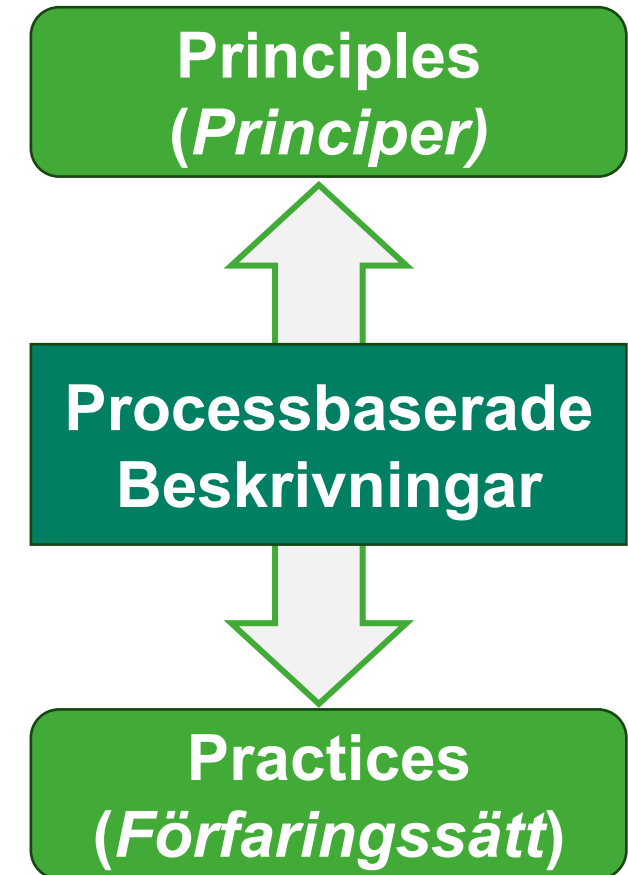 Principles
(Principer)
Processbaserade
Beskrivningar
Practices
(Förfaringssätt)